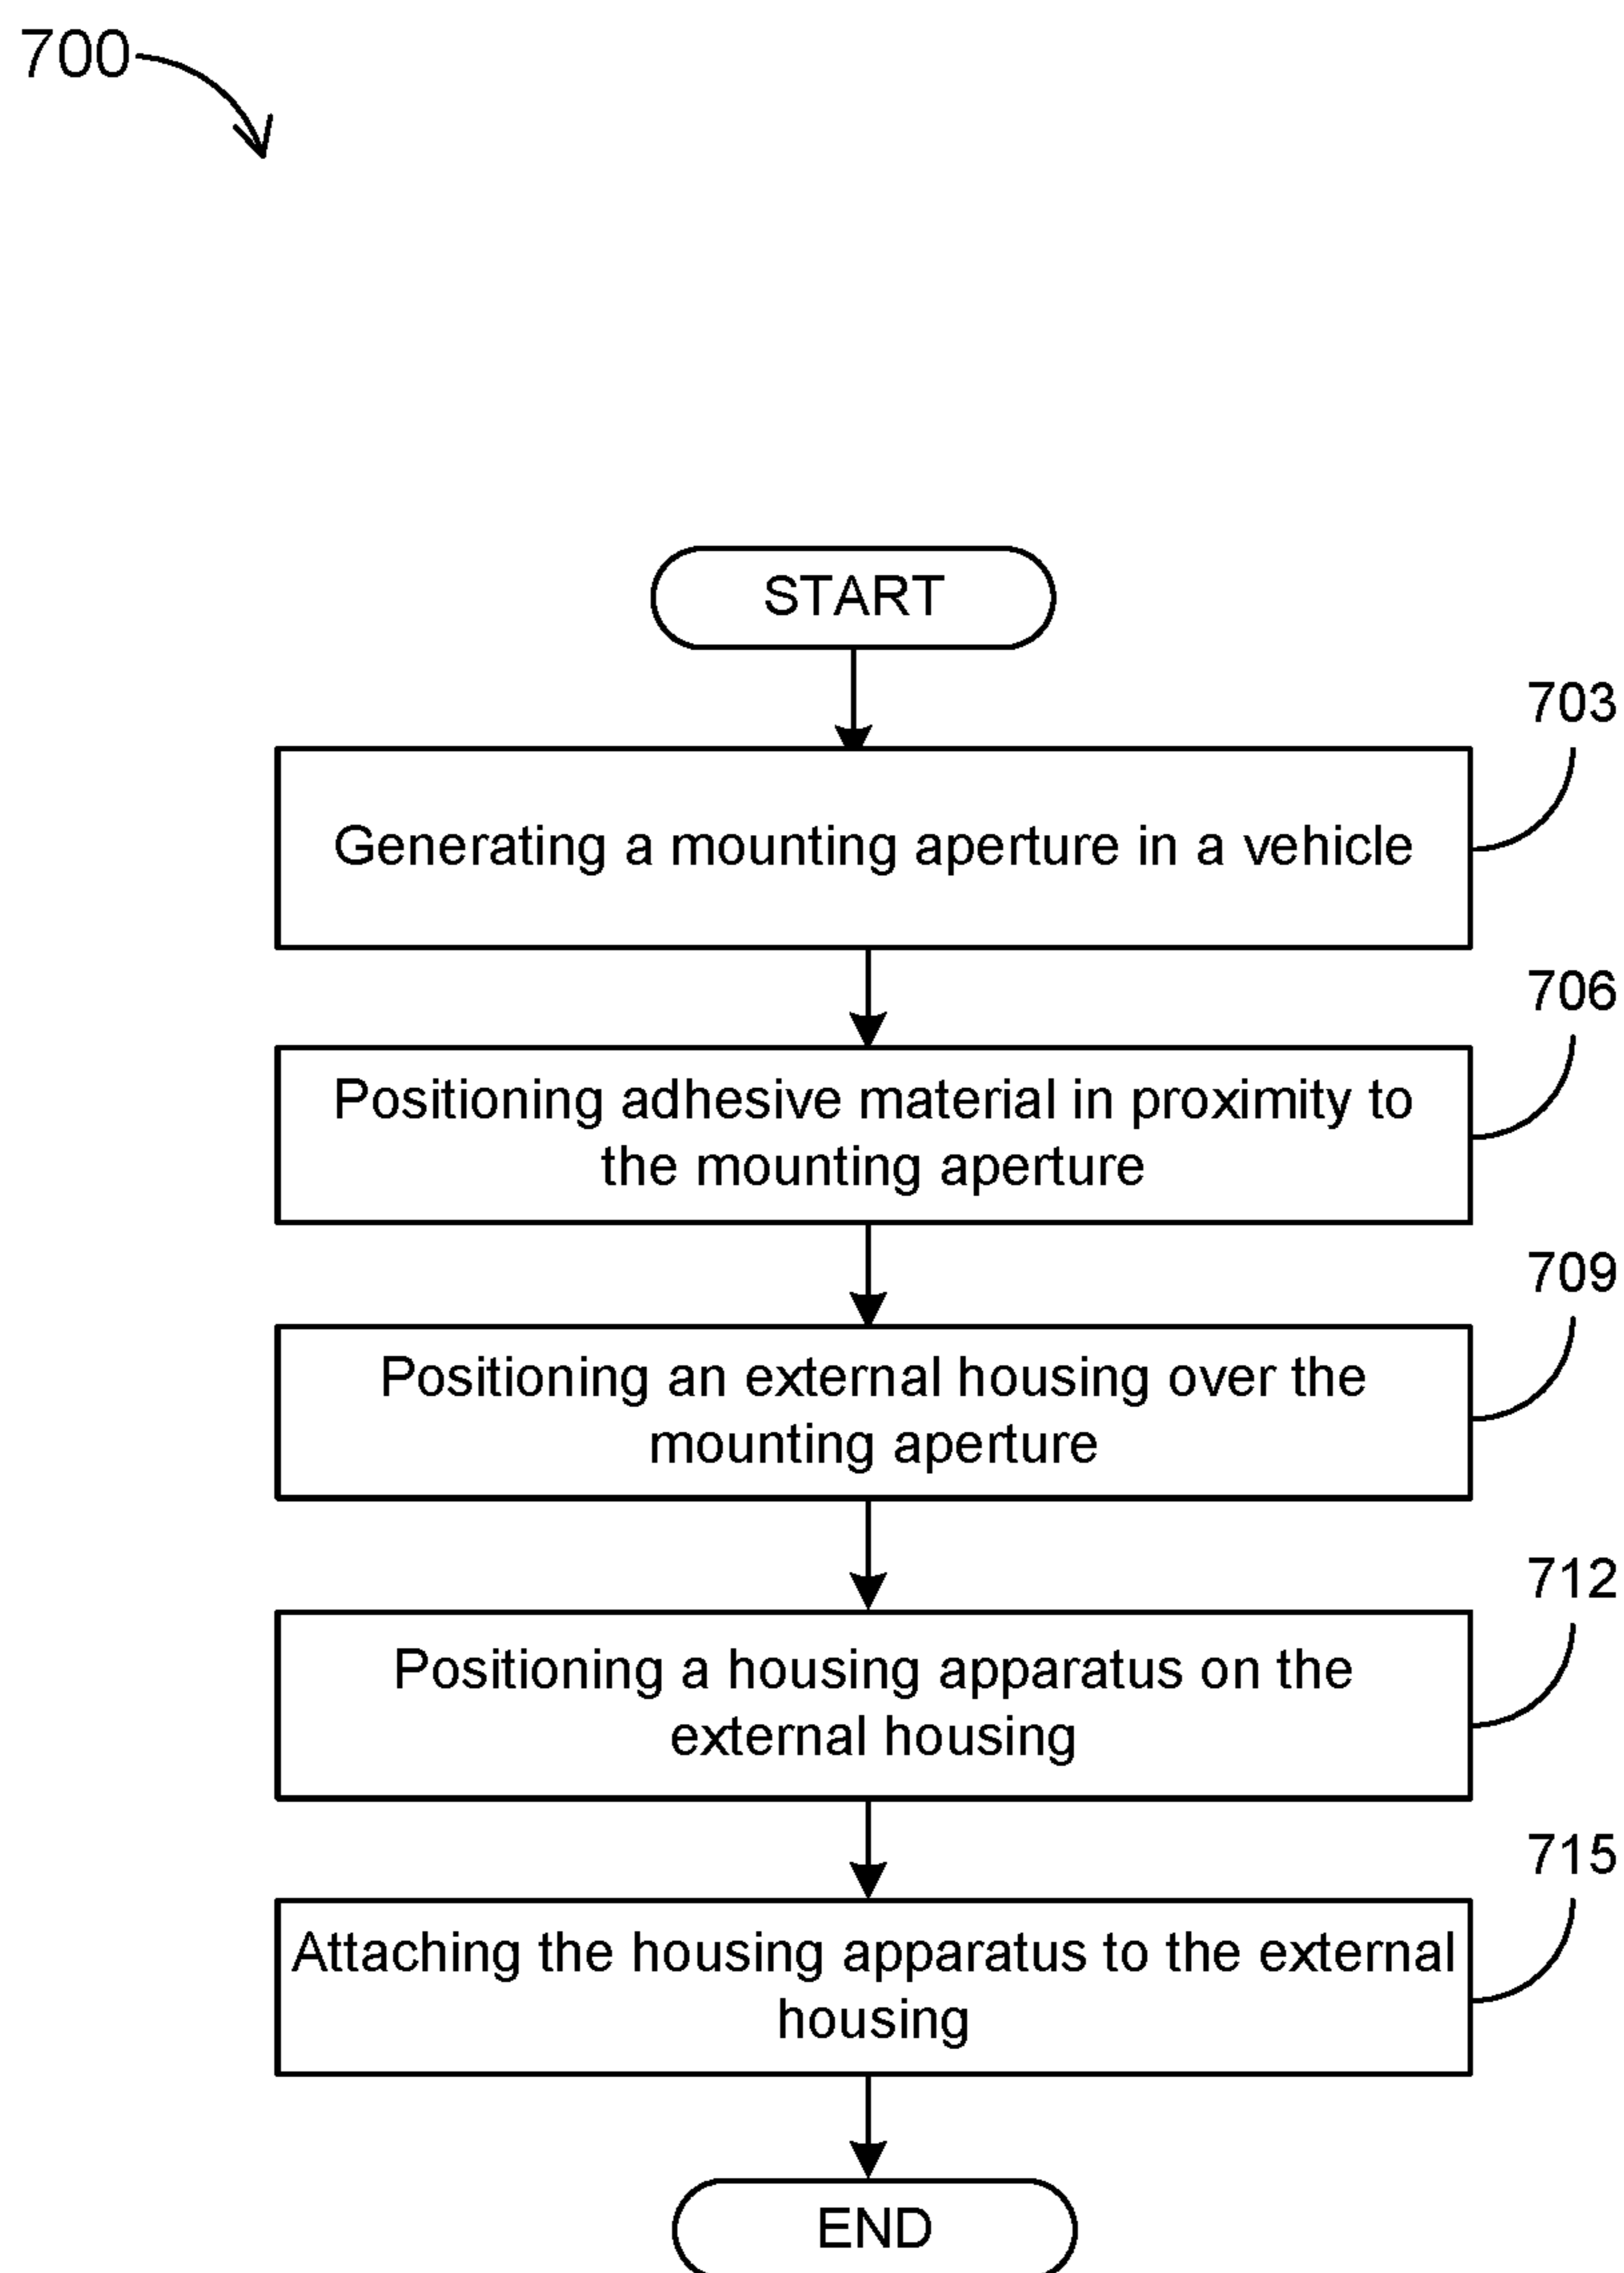 700
START
703
Generating a mounting aperture in a vehicle
706
Positioning adhesive material in proximity to
the mounting aperture
709
Positioning an external housing over the
mounting aperture
712
Positioning a housing apparatus on the
external housing
715
Attaching the housing apparatus to the external
housing
END